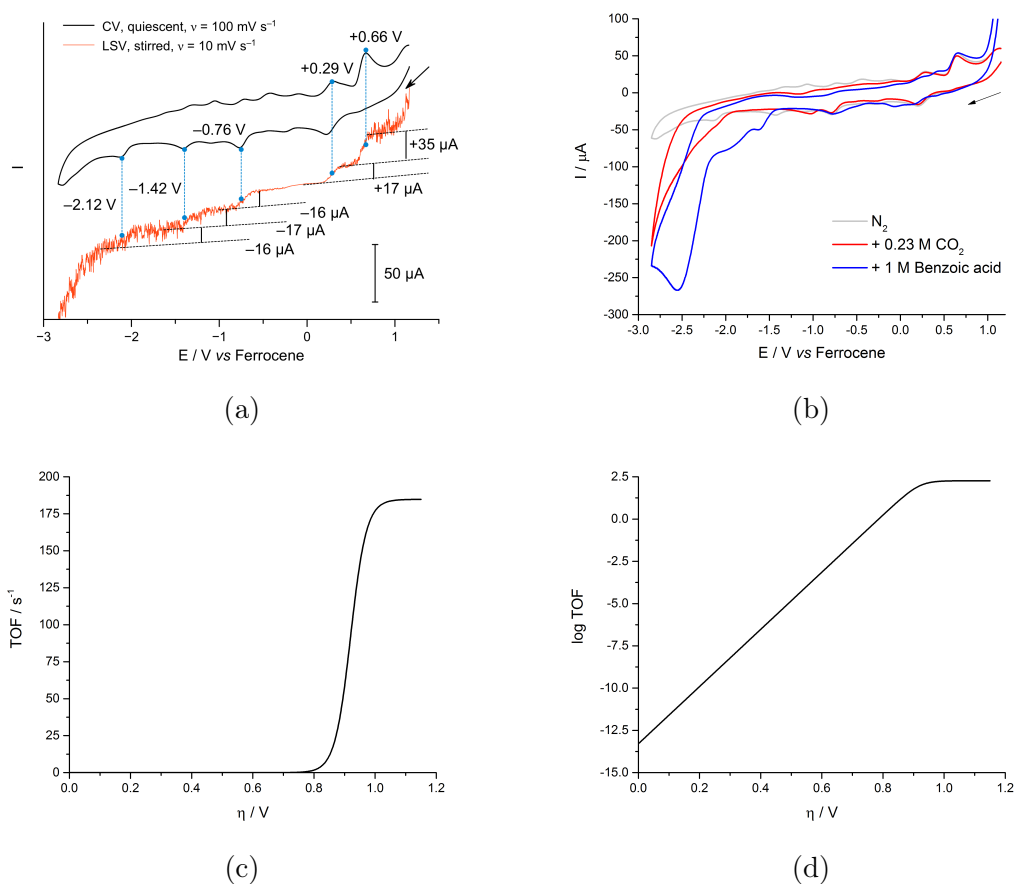 CV, quiescent, ν = 100 mV s⁻¹
LSV, stirred, ν = 10 mV s⁻¹
+0.66 V
+0.29 V
−0.76 V
−1.42 V
−2.12 V
+35 µA
+17 µA
−16 µA
−17 µA
−16 µA
50 µA
I
−3 −2 −1 0 1
E / V vs Ferrocene
(a)
100
50
0
-50
-100
-150
-200
-250
-300
I / µA
N₂
+ 0.23 M CO₂
+ 1 M Benzoic acid
-3.0 -2.5 -2.0 -1.5 -1.0 -0.5 0.0 0.5 1.0
E / V vs Ferrocene
(b)
200
175
150
125
100
75
50
25
0
TOF / s⁻¹
0.0 0.2 0.4 0.6 0.8 1.0 1.2
η / V
(c)
2.5
0.0
-2.5
-5.0
-7.5
-10.0
-12.5
-15.0
log TOF
0.0 0.2 0.4 0.6 0.8 1.0 1.2
η / V
(d)